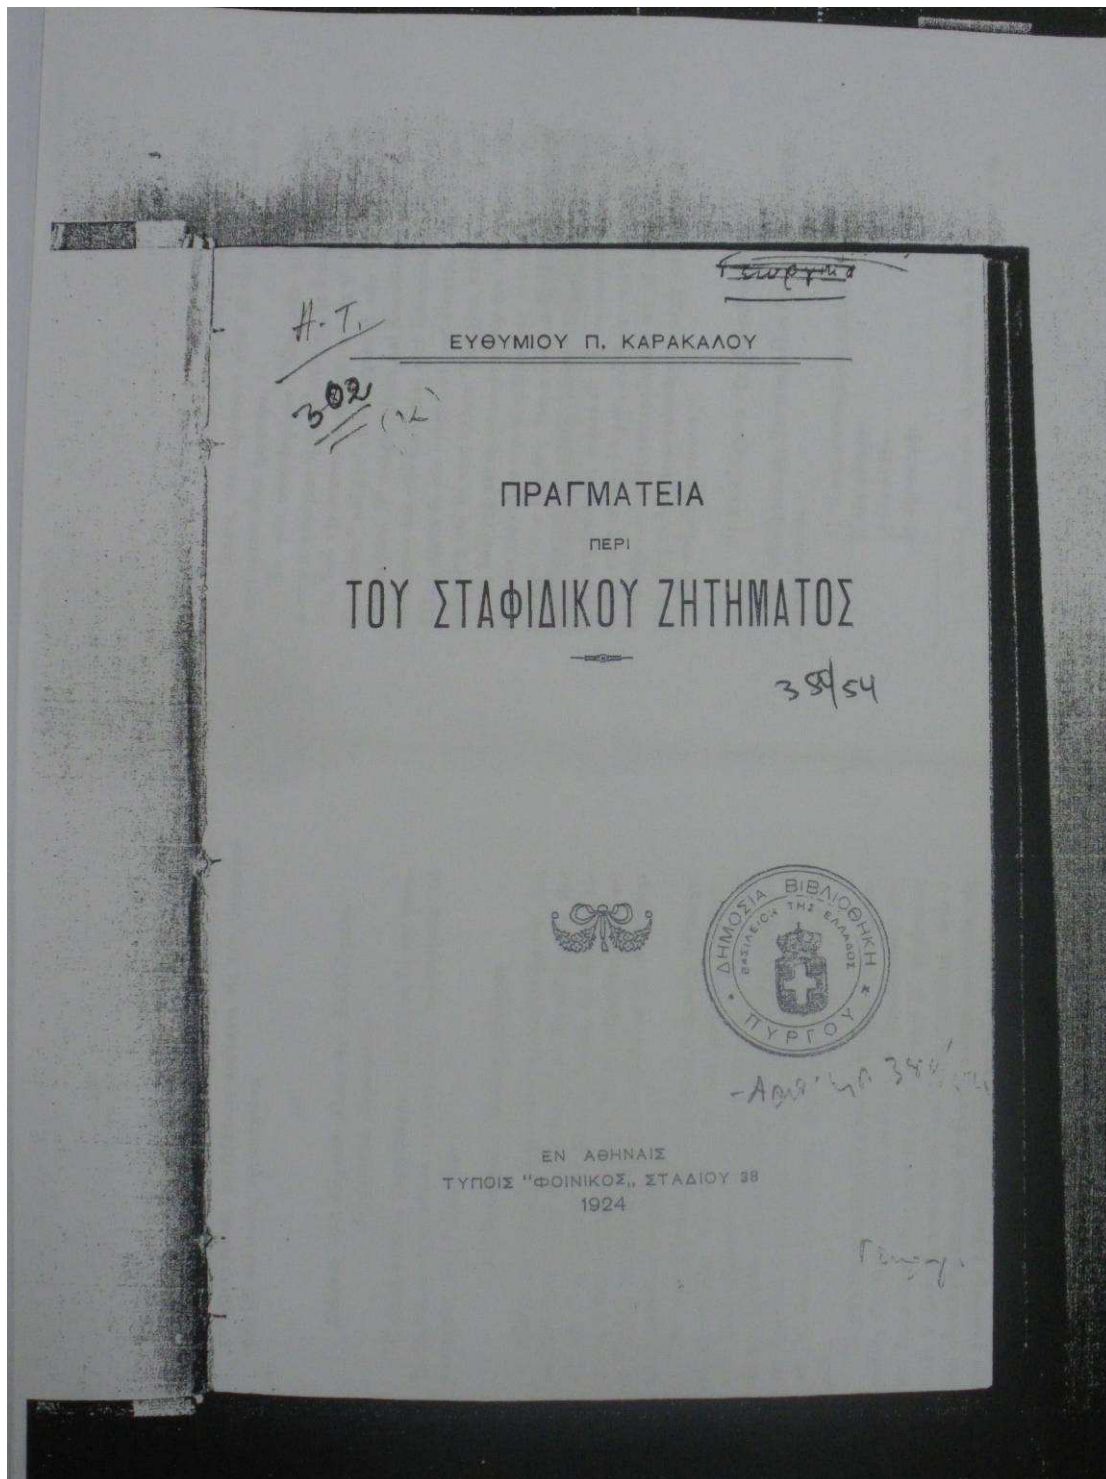 Η.Τ.
302
ΕΥΘΥΜΙΟΥ Π. ΚΑΡΑΚΑΛΟΥ
ΠΡΑΓΜΑΤΕΙΑ
ΠΕΡΙ
ΤΟΥ ΣΤΑΦΙΔΙΚΟΥ ΖΗΤΗΜΑΤΟΣ
ΔΗΜΟΣΙΑ ΒΙΒΛΙΟΘΗΚΗ
ΒΑΣΙΛΕΙΟΝ ΤΗΣ ΕΛΛΑΔΟΣ
ΠΥΡΓΟΥ
ΕΝ ΑΘΗΝΑΙΣ
ΤΥΠΟΙΣ "ΦΟΙΝΙΚΟΣ„ ΣΤΑΔΙΟΥ 38
1924